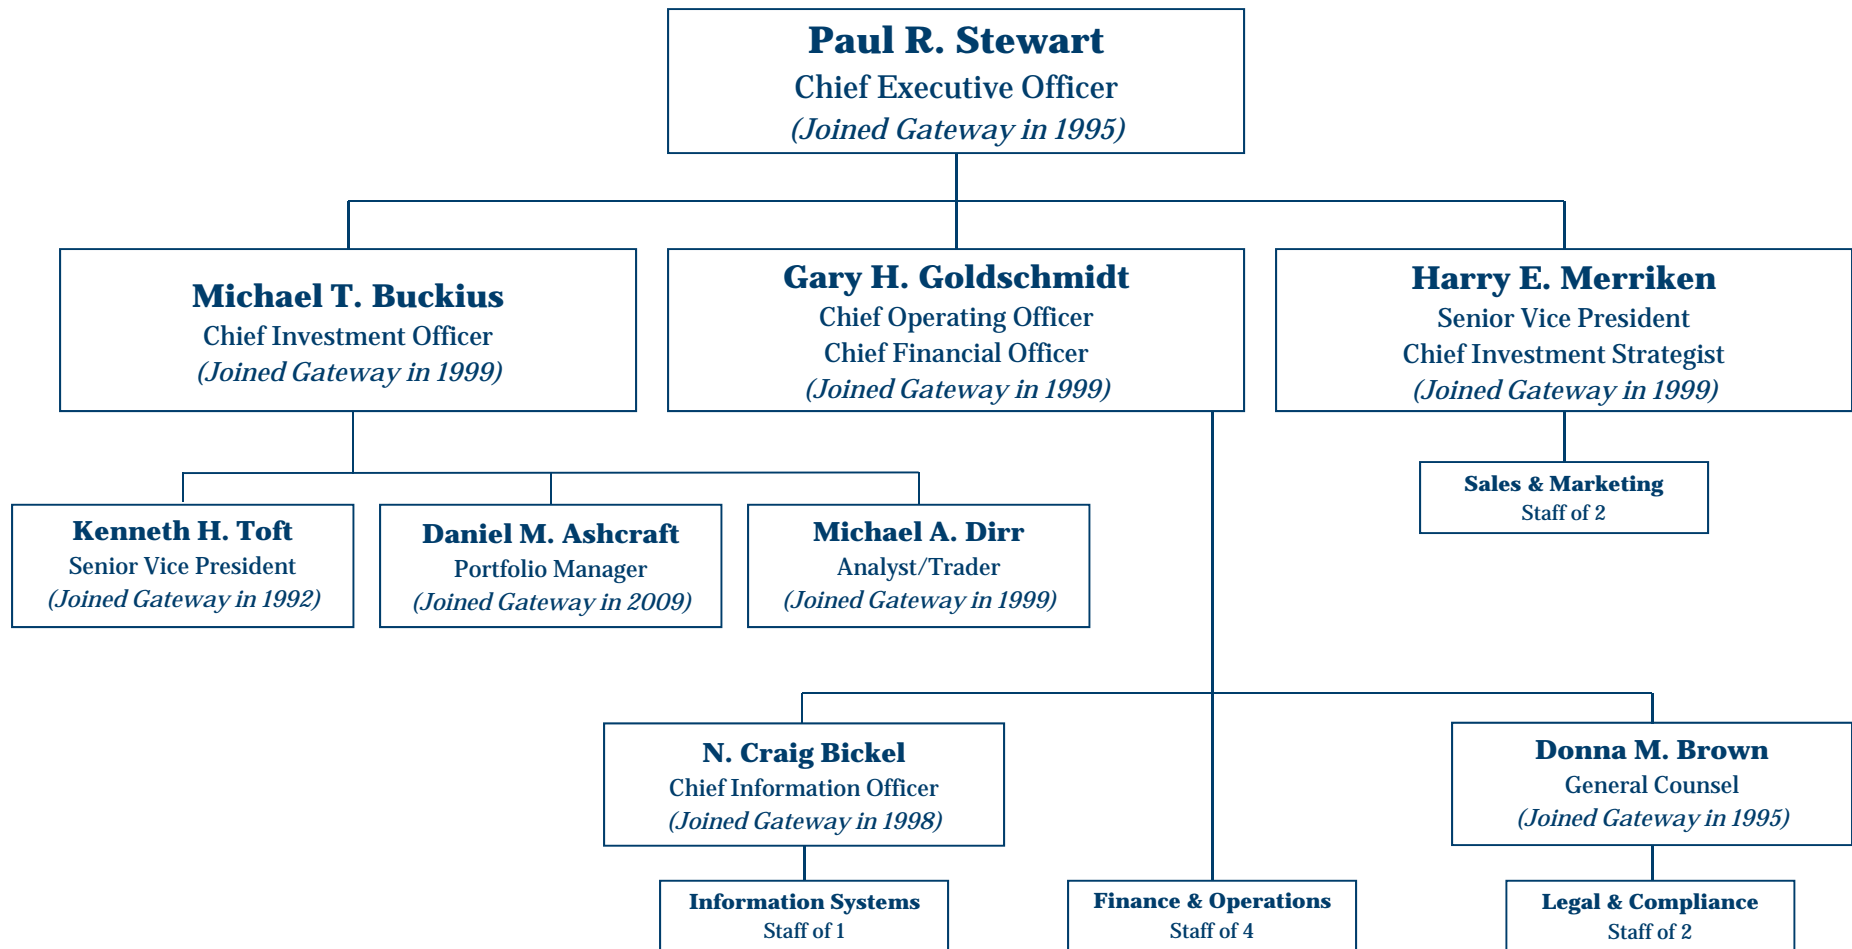 Paul R. Stewart
Chief Executive Officer
(Joined Gateway in 1995)
Michael T. Buckius
Chief Investment Officer
(Joined Gateway in 1999)
Gary H. Goldschmidt
Chief Operating Officer
Chief Financial Officer
(Joined Gateway in 1999)
Harry E. Merriken
Senior Vice President
Chief Investment Strategist
(Joined Gateway in 1999)
Sales & Marketing
Staff of 2
Kenneth H. Toft
Senior Vice President
(Joined Gateway in 1992)
Daniel M. Ashcraft
Portfolio Manager
(Joined Gateway in 2009)
Michael A. Dirr
Analyst/Trader
(Joined Gateway in 1999)
N. Craig Bickel
Chief Information Officer
(Joined Gateway in 1998)
Donna M. Brown
General Counsel
(Joined Gateway in 1995)
Information Systems
Staff of 1
Finance & Operations
Staff of 4
Legal & Compliance
Staff of 2